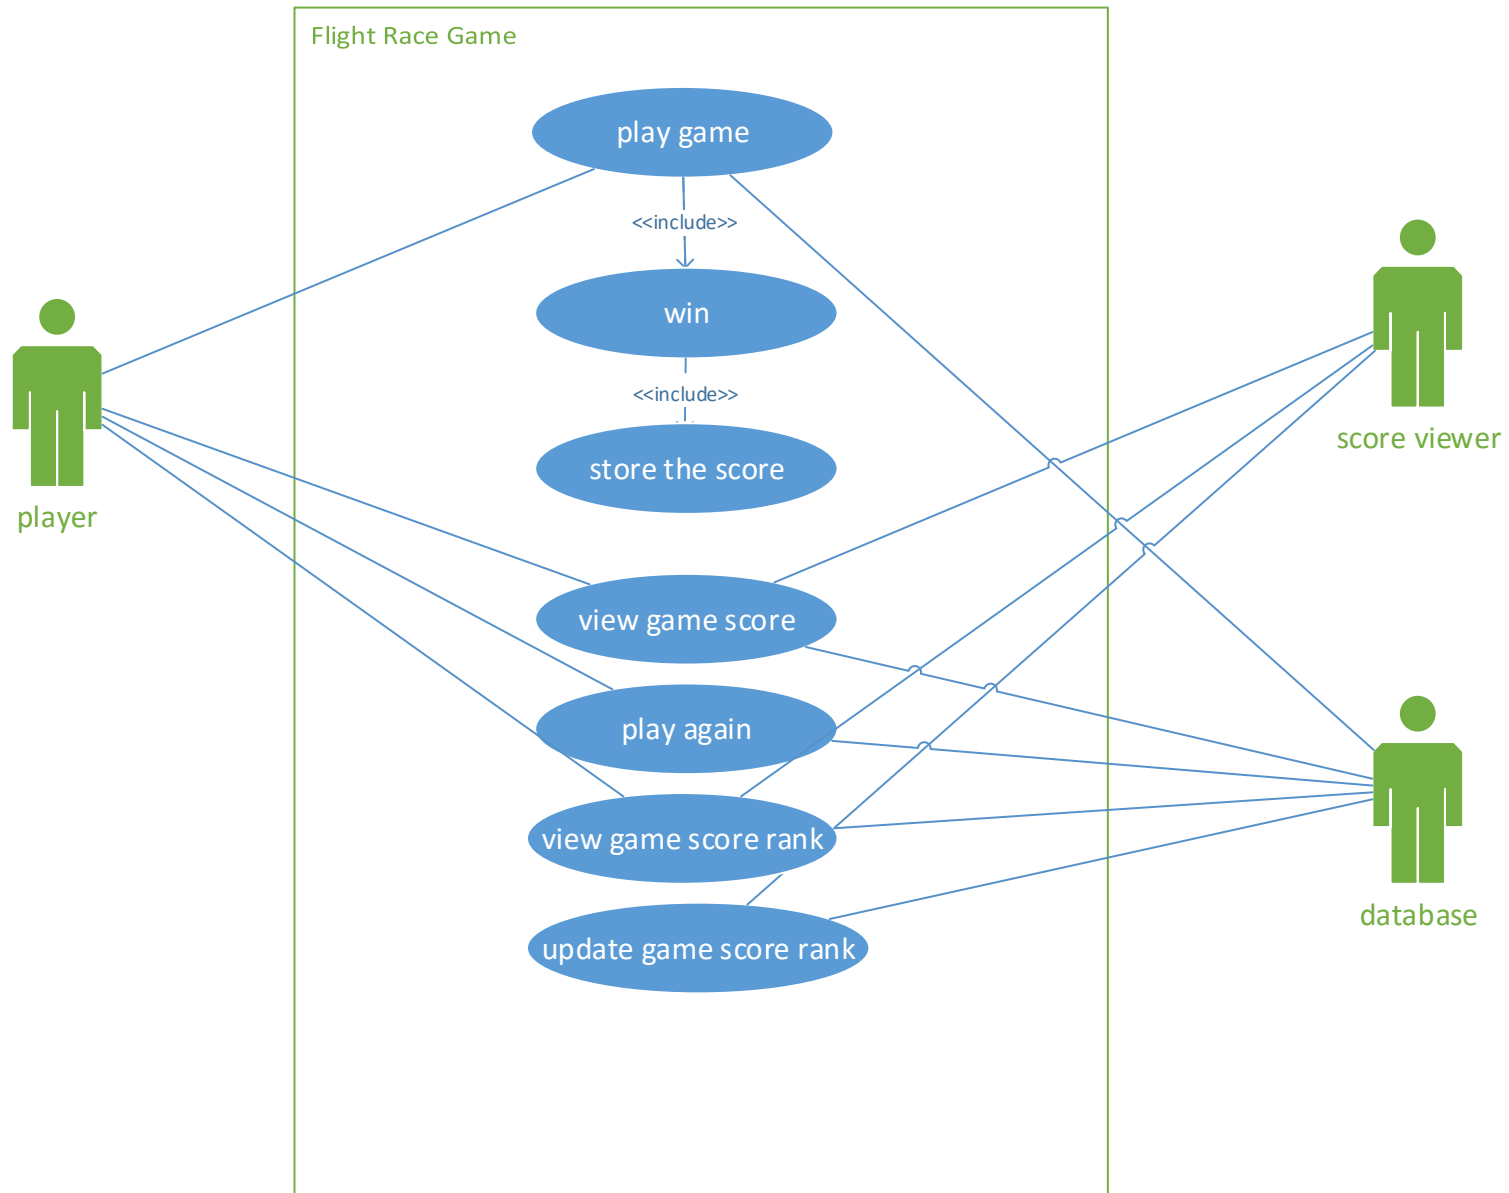 Flight Race Game
play game
<<include>>
win
<<include>>
store the score
score viewer
player
view game score
play again
view game score rank
database
update game score rank